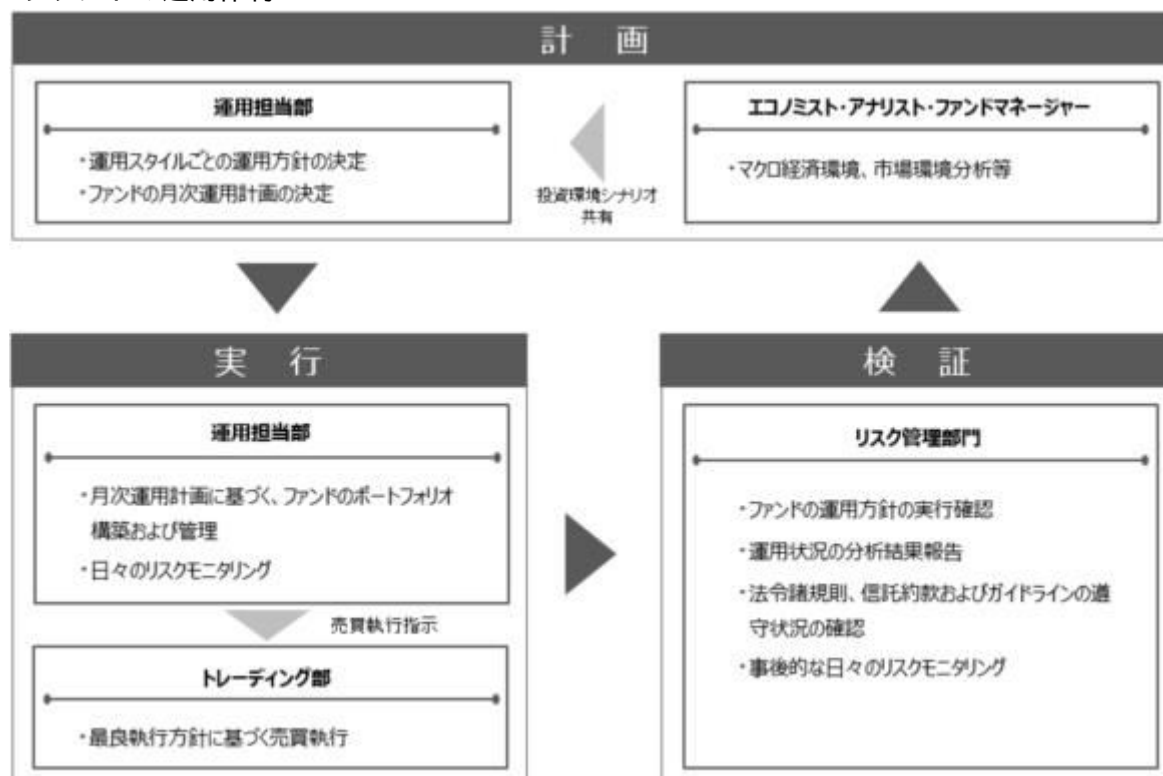 計 画
運用担当部
・運用スタイルごとの運用方針の決定
・ファンドの月次運用計画の決定
投資環境シナリオ
共有
エコノミスト・アナリスト・ファンドマネージャー
・マクロ経済環境、市場環境分析等
実 行
運用担当部
・月次運用計画に基づく、ファンドのポートフォリオ
構築および管理
・日々のリスクモニタリング
売買執行指示
トレーディング部
・最良執行方針に基づく売買執行
検 証
リスク管理部門
・ファンドの運用方針の実行確認
・運用状況の分析結果報告
・法令諸規則、信託約款およびガイドラインの遵
守状況の確認
・事後的な日々のリスクモニタリング